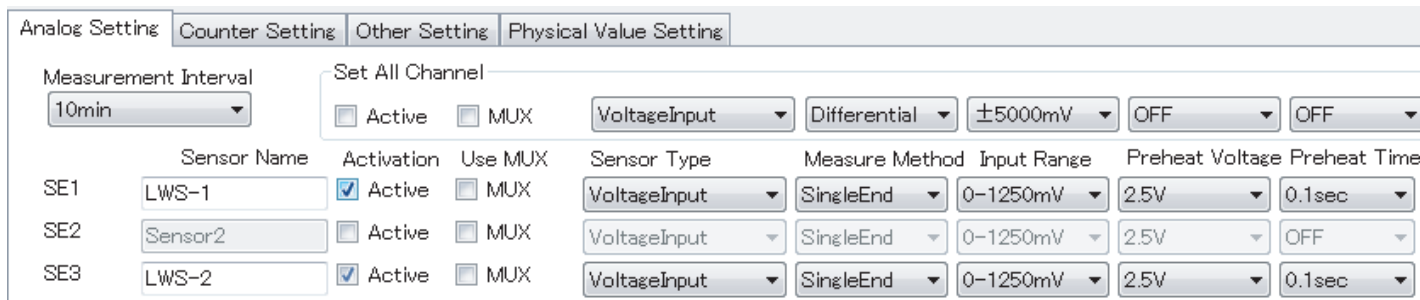 Analog Setting Counter Setting Other Setting Physical Value Setting
Measurement Interval Set All Channel
10min Active MUX VoltageInput Differential ±5000mV OFF OFF
Sensor Name Activation Use MUX Sensor Type Measure Method Input Range Preheat Voltage Preheat Time
SE1 LWS-1 Active MUX VoltageInput SingleEnd 0-1250mV 2.5V 0.1sec
SE2 Sensor2 Active MUX VoltageInput SingleEnd 0-1250mV 2.5V OFF
SE3 LWS-2 Active MUX VoltageInput SingleEnd 0-1250mV 2.5V 0.1sec